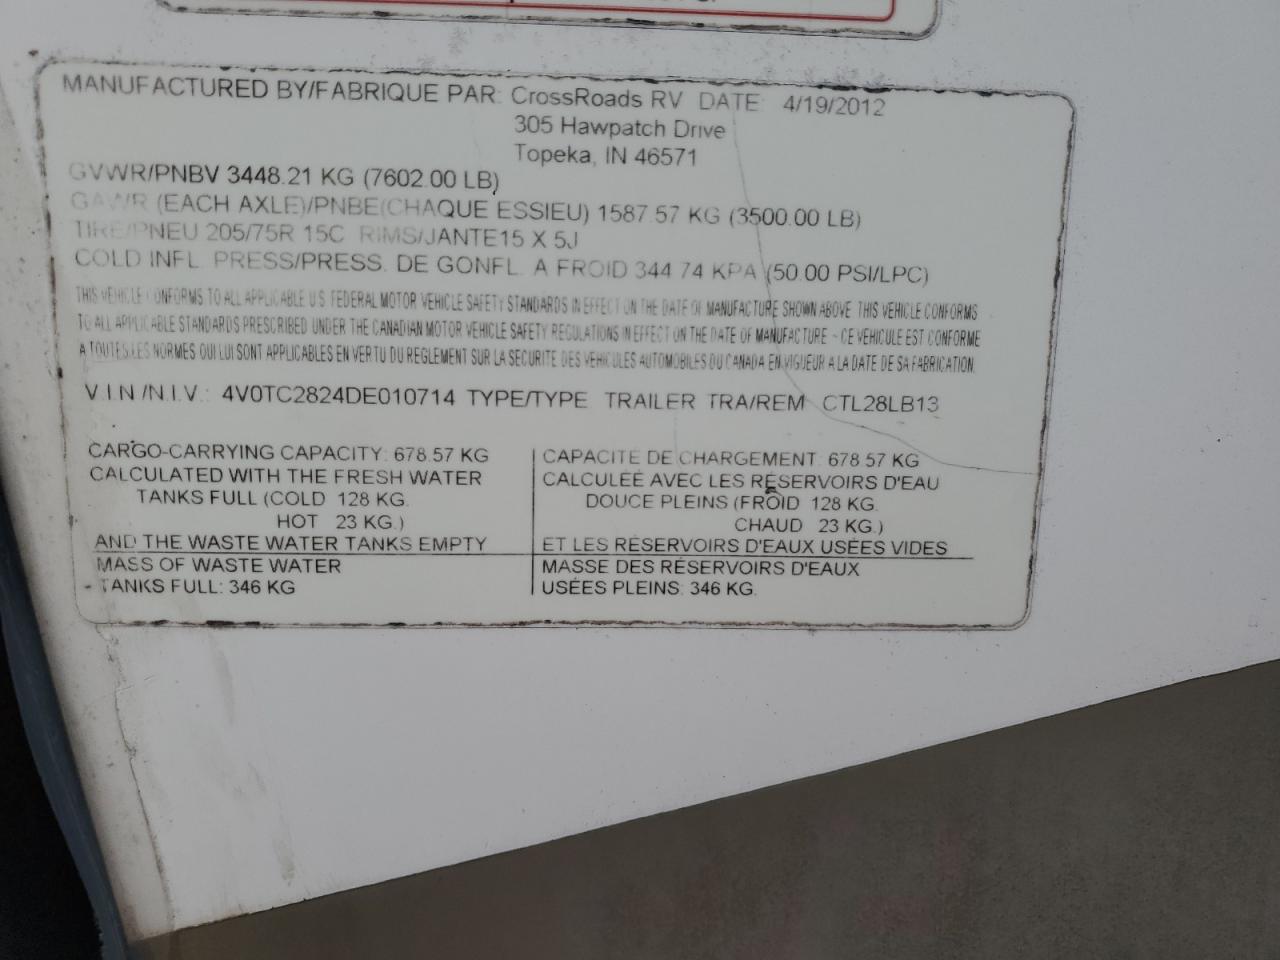 MANUFACTURED BY/FABRIQUE PAR: CrossRoads RV DATE: 4/19/2012
305 Hawpatch Drive
Topeka, IN 46571
GVWR/PNBV 3448.21 KG (7602.00 LB)
GAWR (EACH AXLE)/PNBE(CHAQUE ESSIEU) 1587.57 KG (3500.00 LB)
TIRE/PNEU 205/75R 15C RIMS/JANTE15 X 5J
COLD INFL. PRESS/PRESS. DE GONFL. A FROID 344.74 KPA (50.00 PSI/LPC)
THIS VEHICLE CONFORMS TO ALL APPLICABLE U.S. FEDERAL MOTOR VEHICLE SAFETY STANDARDS IN EFFECT ON THE DATE OF MANUFACTURE SHOWN ABOVE THIS VEHICLE CONFORMS
TO ALL APPLICABLE STANDARDS PRESCRIBED UNDER THE CANADIAN MOTOR VEHICLE SAFETY REGULATIONS IN EFFECT ON THE DATE OF MANUFACTURE - CE VEHICULE EST CONFORME
A TOUTES LES NORMES QUI LUI SONT APPLICABLES EN VERTU DU REGLEMENT SUR LA SECURITE DES VEHICULES AUTOMOBILES DU CANADA EN VIGUEUR A LA DATE DE SA FABRICATION.
V.I.N./N.I.V.: 4V0TC2824DE010714 TYPE/TYPE TRAILER TRA/REM CTL28LB13
CARGO-CARRYING CAPACITY: 678.57 KG
CALCULATED WITH THE FRESH WATER
TANKS FULL (COLD 128 KG.
HOT 23 KG.)
AND THE WASTE WATER TANKS EMPTY
MASS OF WASTE WATER
TANKS FULL: 346 KG
CAPACITE DE CHARGEMENT: 678.57 KG
CALCULEÉ AVEC LES RÉSERVOIRS D'EAU
DOUCE PLEINS (FROID 128 KG.
CHAUD 23 KG.)
ET LES RÉSERVOIRS D'EAUX USÉES VIDES
MASSE DES RÉSERVOIRS D'EAUX
USÉES PLEINS: 346 KG.